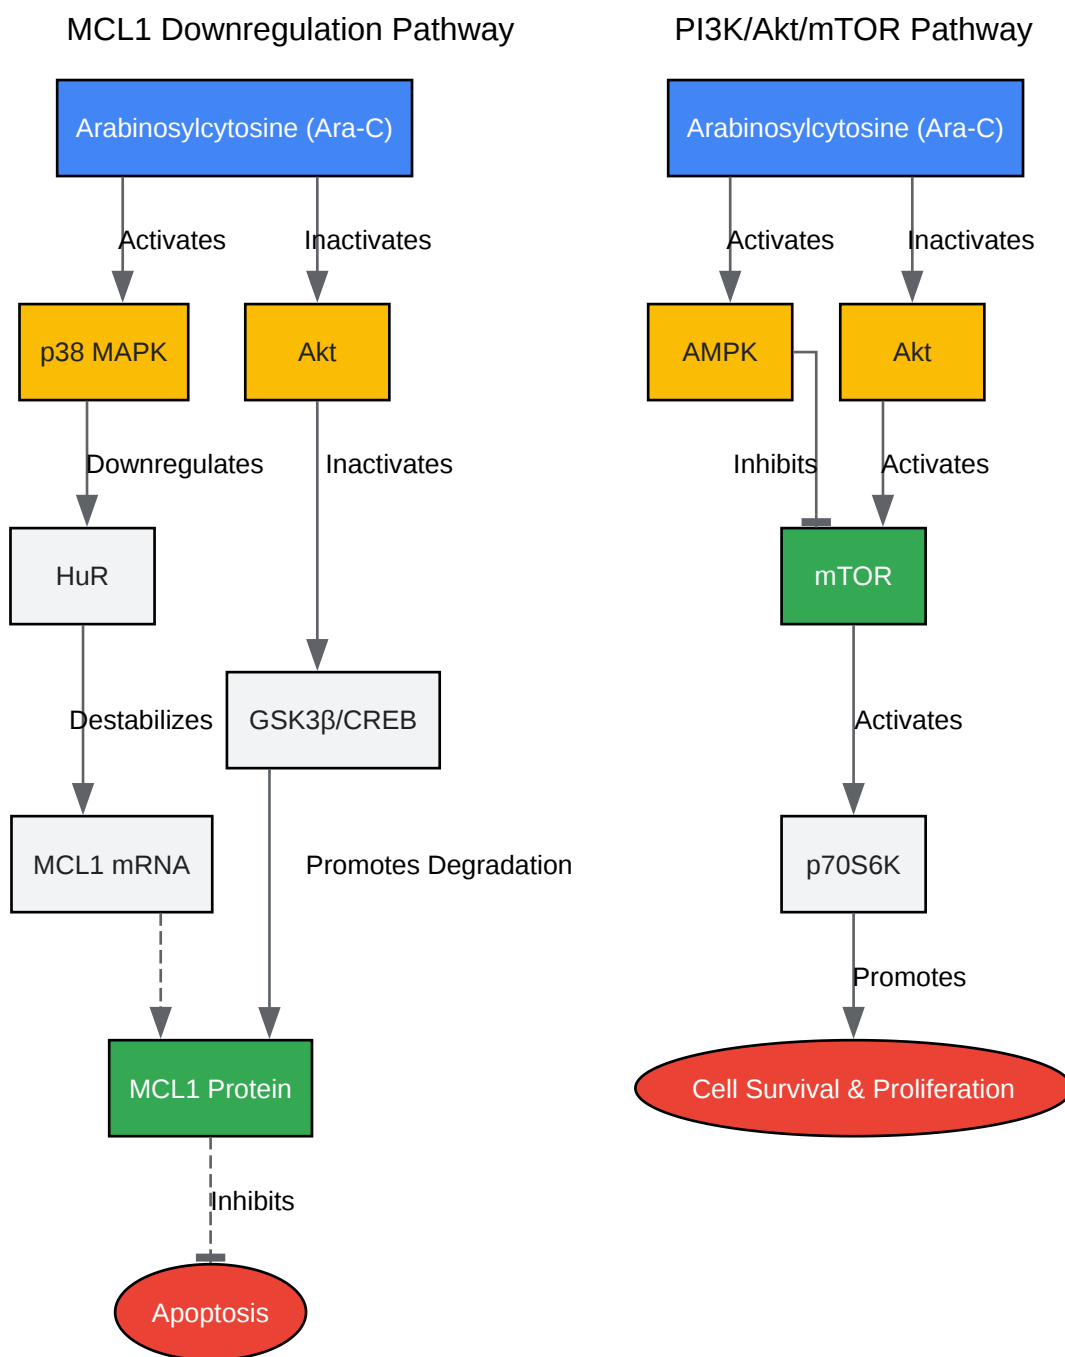 MCL1 Downregulation Pathway
Arabinosylcytosine (Ara-C)
Activates
Inactivates
p38 MAPK
Akt
Downregulates
Inactivates
HuR
Destabilizes
GSK3β/CREB
MCL1 mRNA
Promotes Degradation
MCL1 Protein
Inhibits
Apoptosis
PI3K/Akt/mTOR Pathway
Arabinosylcytosine (Ara-C)
Activates
Inactivates
AMPK
Akt
Inhibits
Activates
mTOR
Activates
p70S6K
Promotes
Cell Survival & Proliferation